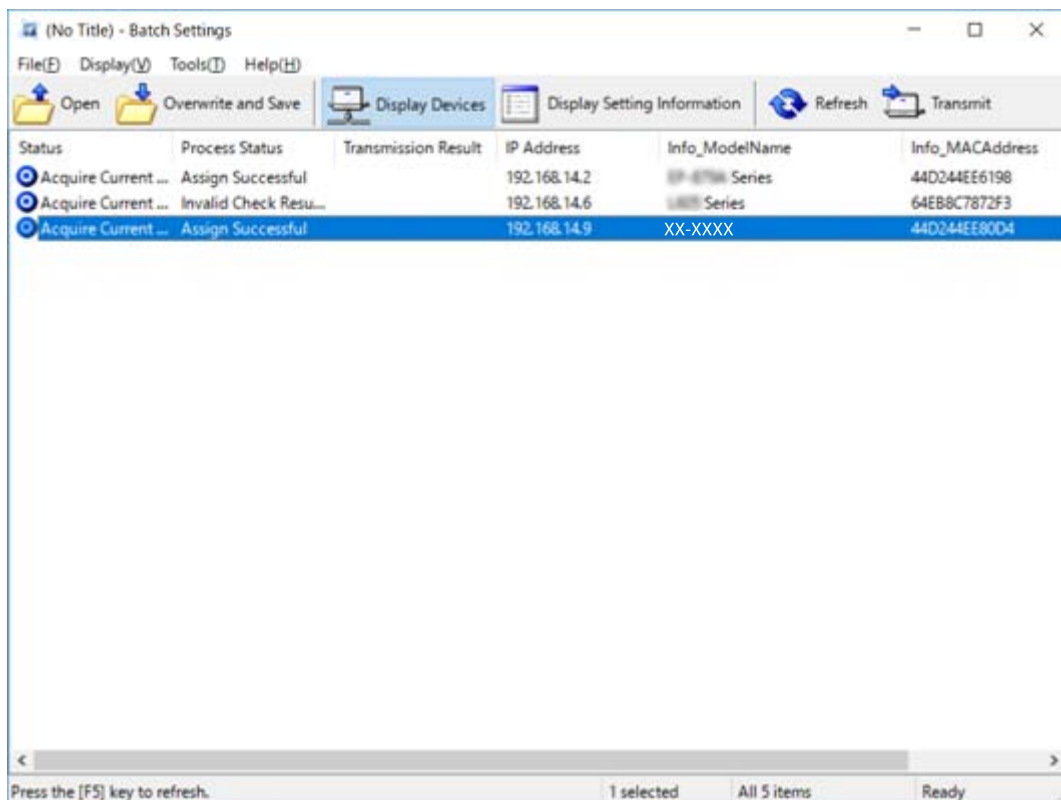 (No Title) - Batch Settings
File(F) Display(V) Tools(T) Help(H)
Open Overwrite and Save Display Devices Display Setting Information Refresh Transmit
Status Process Status Transmission Result IP Address Info_ModelName Info_MACAddress
Acquire Current ... Assign Successful 192.168.14.2 Series 44D244EE6198
Acquire Current ... Invalid Check Resu... 192.168.14.6 Series 64EB8C7872F3
Acquire Current ... Assign Successful 192.168.14.9 XX-XXXX 44D244EE80D4
Press the [F5] key to refresh. 1 selected All 5 items Ready